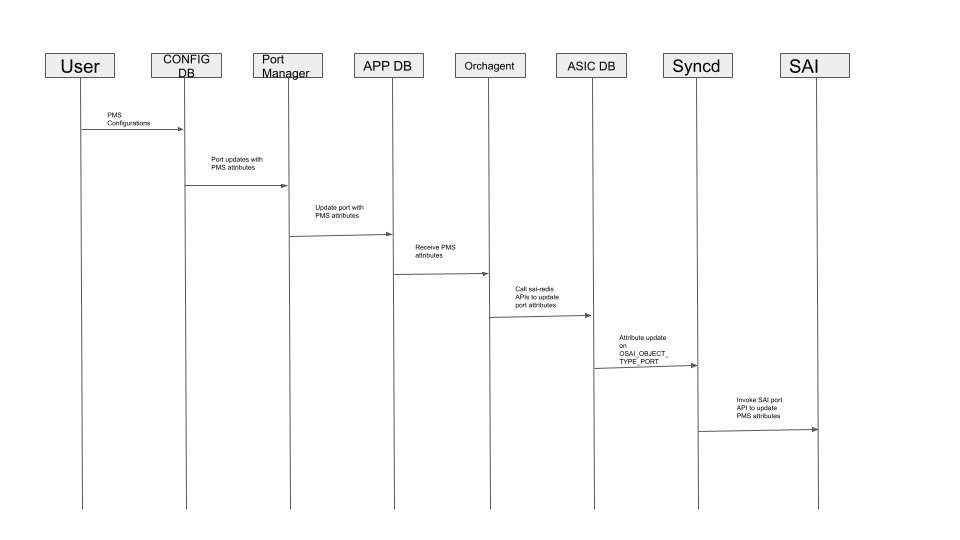 User
CONFIG
DB
Port
Manager
APP DB
Orchagent
ASIC DB
Syncd
SAI
PMS
Configurations
Port updates with
PMS attributes
Update port with
PMS attributes
Receive PMS
attributes
Call sai-redis
APIs to update
port attributes
Attribute update
on
OSAI_OBJECT_
TYPE_PORT
Invoke SAI port
API to update
PMS attributes